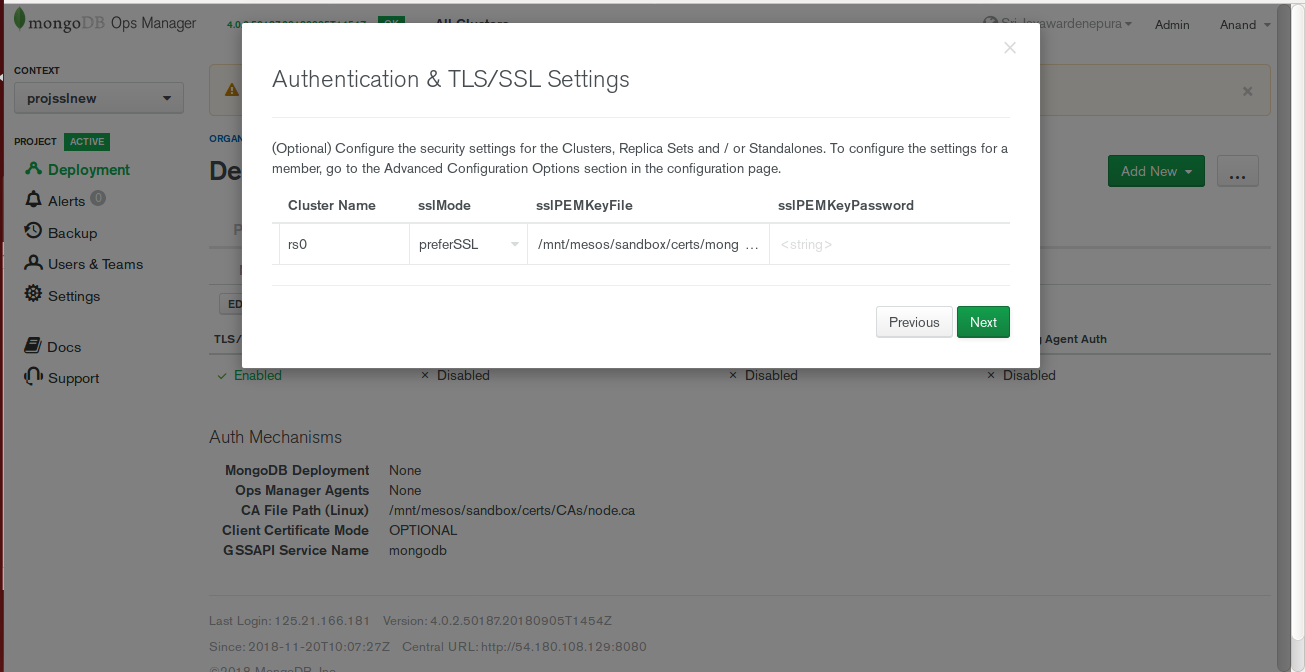 mongoDB Ops Manager
4.0.2.50187.20180905T1454Z OK All Clusters
Sri Jayawardenepura
Admin
Anand
CONTEXT
projsslnew
PROJECT ACTIVE
Deployment
Alerts 0
Backup
Users & Teams
Settings
Docs
Support
ORGAN
De
Add New
...
Authentication & TLS/SSL Settings
(Optional) Configure the security settings for the Clusters, Replica Sets and / or Standalones. To configure the settings for a
member, go to the Advanced Configuration Options section in the configuration page.
Cluster Name sslMode sslPEMKeyFile sslPEMKeyPassword
rs0 preferSSL /mnt/mesos/sandbox/certs/mong ... <string>
Previous Next
ED
TLS/ Agent Auth
Enabled Disabled Disabled Disabled
Auth Mechanisms
MongoDB Deployment None
Ops Manager Agents None
CA File Path (Linux) /mnt/mesos/sandbox/certs/CAs/node.ca
Client Certificate Mode OPTIONAL
GSSAPI Service Name mongodb
Last Login: 125.21.166.181 Version: 4.0.2.50187.20180905T1454Z
Since: 2018-11-20T10:07:27Z Central URL: http://54.180.108.129:8080
©2018 MongoDB, Inc.